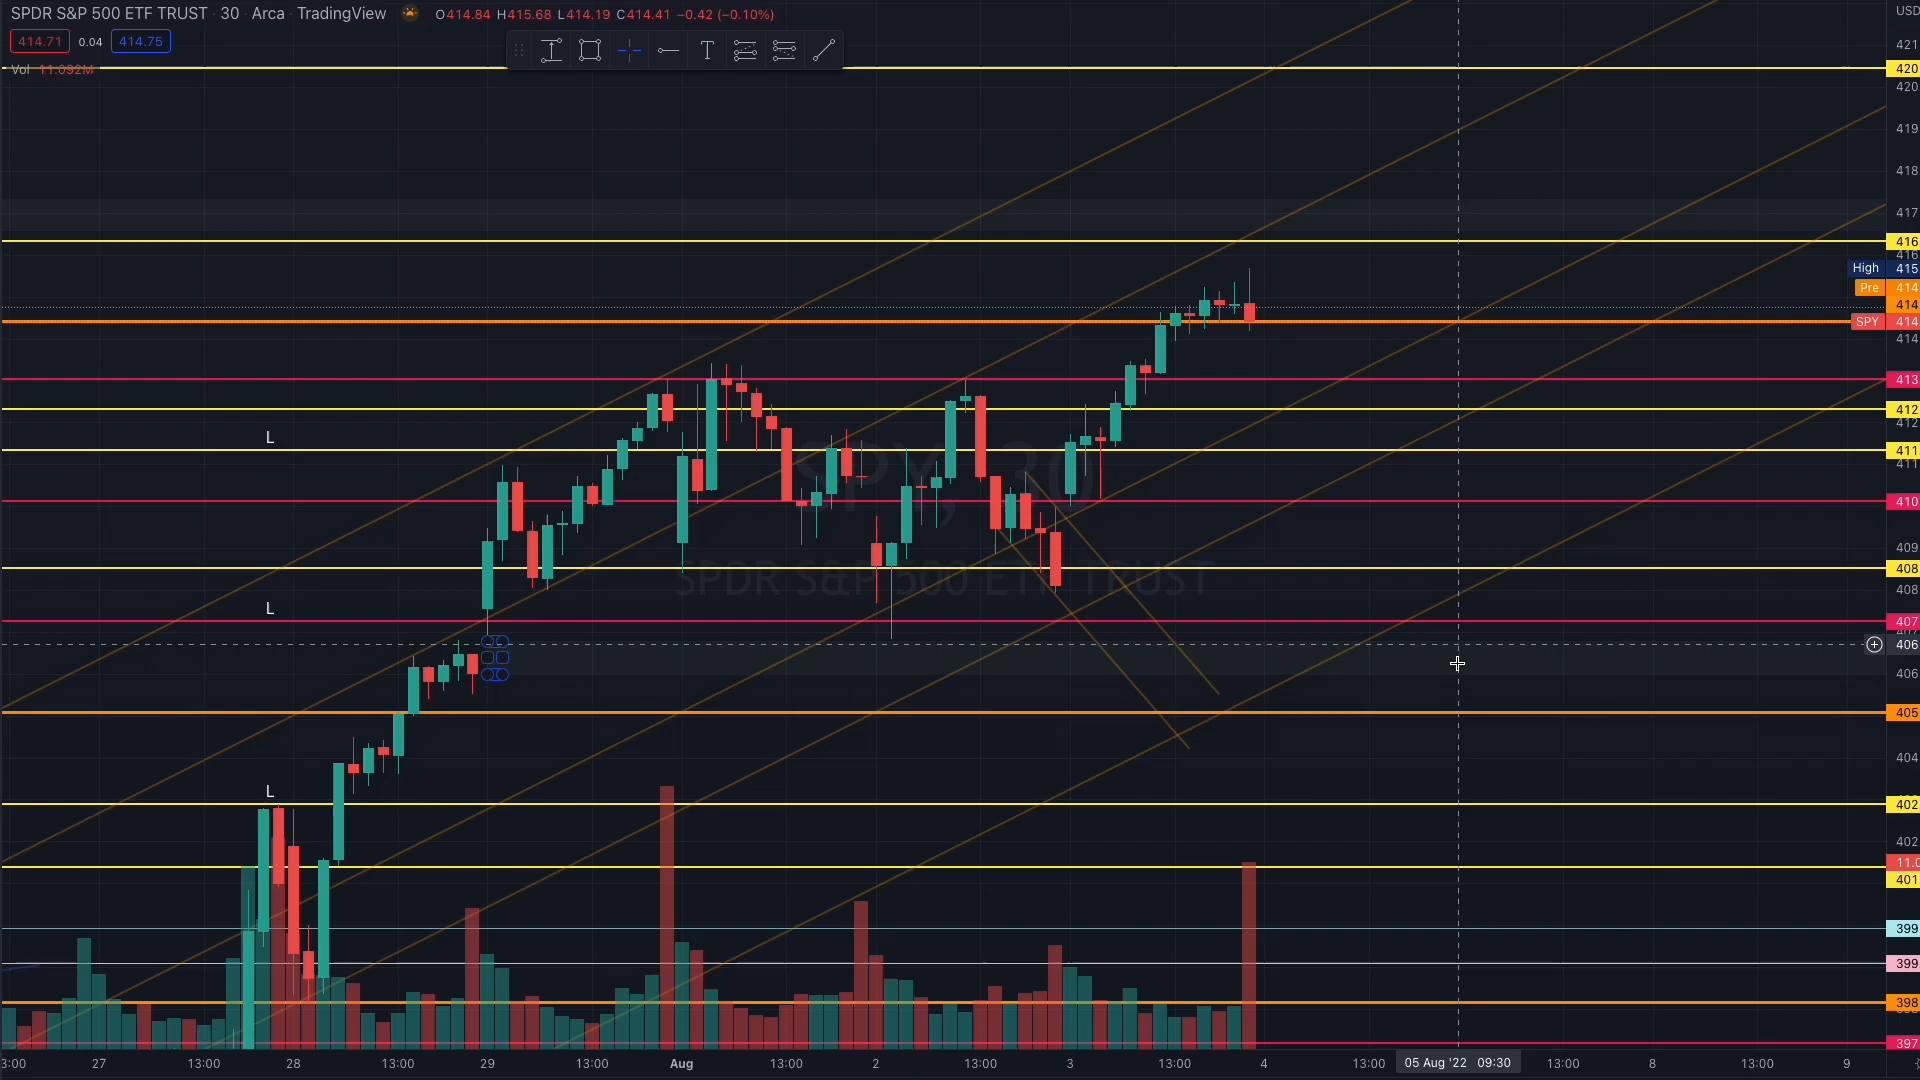 SPDR S&P 500 ETF TRUST · 30 · Arca · TradingView O414.84 H415.68 L414.19 C414.41 −0.42 (−0.10%)
414.71 0.04 414.75
Vol 11.092M
T
USD
421
420
420
419
418
417
416
416
High 415
Pre 414
414
SPY 414
414
413
412
412
L
411
411
SPY, 30
410
409
408
SPDR S&P 500 ETF TRUST
408
L
407
406
406
405
404
L
402
402
11.0
401
399
399
398
397
3:00 27 13:00 28 13:00 29 13:00 Aug 13:00 2 13:00 3 13:00 4 13:00 05 Aug '22 09:30 13:00 8 13:00 9